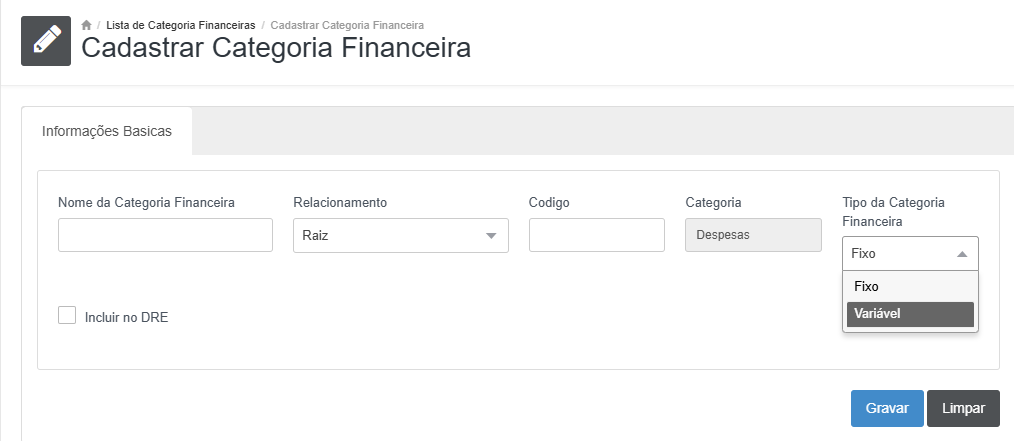 / Lista de Categoria Financeiras / Cadastrar Categoria Financeira
Cadastrar Categoria Financeira
Informações Basicas
Nome da Categoria Financeira
Relacionamento
Raiz
Codigo
Categoria
Despesas
Tipo da Categoria
Financeira
Fixo
Fixo
Variável
Incluir no DRE
Gravar
Limpar